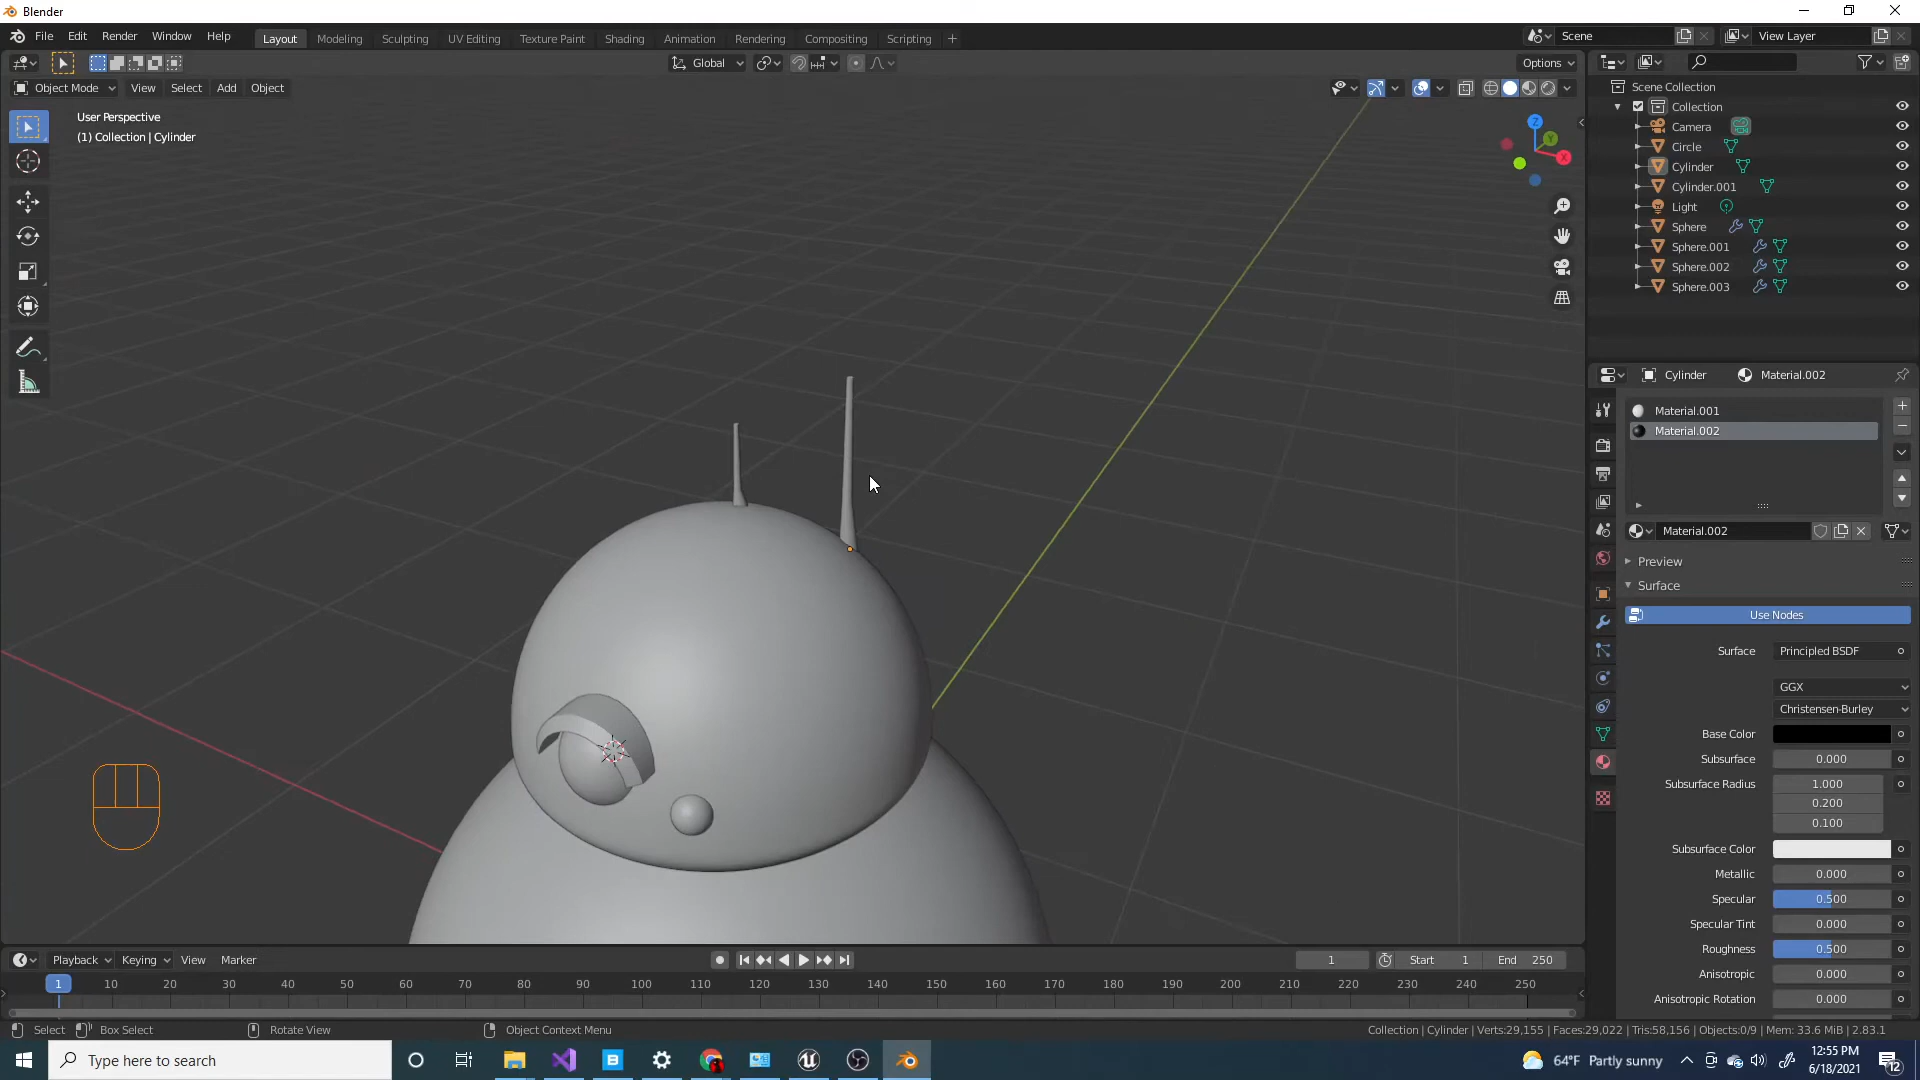 Blender
File Edit Render Window Help
Layout Modeling Sculpting UV Editing Texture Paint Shading Animation Rendering Compositing Scripting +
Scene
View Layer
Global
Options
Object Mode View Select Add Object
User Perspective
(1) Collection | Cylinder
Z
X
Scene Collection
Collection
Camera
Circle
Cylinder
Cylinder.001
Light
Sphere
Sphere.001
Sphere.002
Sphere.003
Cylinder Material.002
Material.001
Material.002
Material.002
Preview
Surface
Use Nodes
Surface Principled BSDF
GGX
Christensen-Burley
Base Color
Subsurface 0.000
Subsurface Radius 1.000
0.200
0.100
Subsurface Color
Metallic 0.000
Specular 0.500
Specular Tint 0.000
Roughness 0.500
Anisotropic 0.000
Anisotropic Rotation 0.000
Playback Keying View Marker
1 Start 1 End 250
1 10 20 30 40 50 60 70 80 90 100 110 120 130 140 150 160 170 180 190 200 210 220 230 240 250
Select Box Select Rotate View Object Context Menu
Collection | Cylinder | Verts:29,155 | Faces:29,022 | Tris:58,156 | Objects:0/9 | Mem: 33.6 MiB | 2.83.1
Type here to search
64°F Partly sunny
12:55 PM
6/18/2021
12